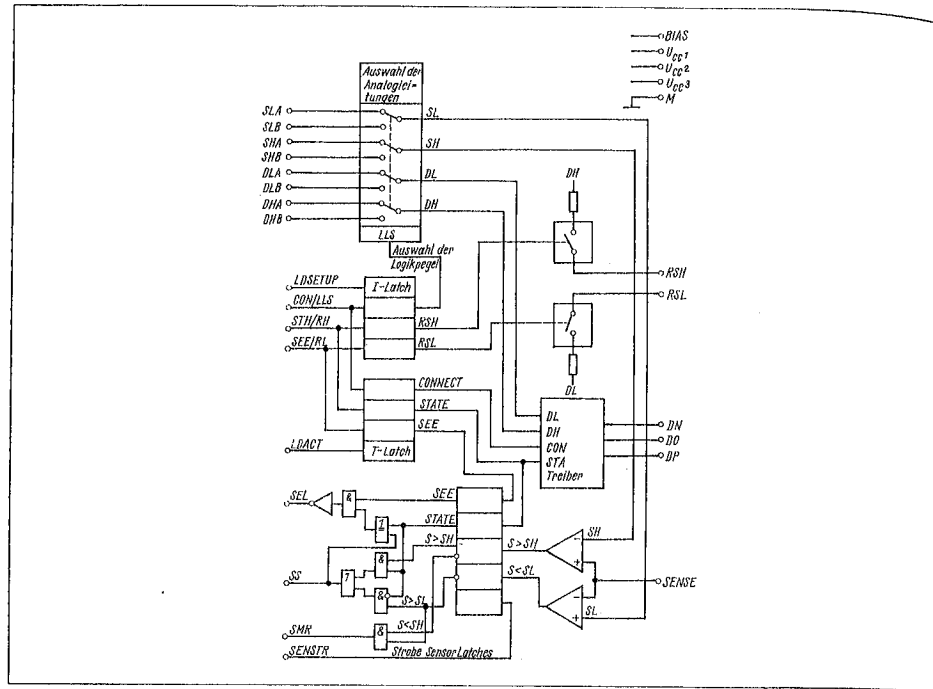 BIAS
Ucc1
Ucc2
Ucc3
M
Auswahl der
Analoglei-
tungen
SLA
SLB
SHA
SHB
DLA
DLB
DHA
DHB
SL
SH
DL
DH
LLS
Auswahl der
Logikpegel
DH
RSH
RSL
DL
LDSETUP
CON/LLS
STH/RH
SEE/RL
I-Latch
RSH
RSL
CONNECT
STATE
SEE
LDACT
T-Latch
DL
DH
CON
STA
Treiber
DN
DO
DP
SEL
&
SEE
1
STATE
S>SH
&
SS
1
&
S>SL
S<SH
SMR
&
SENSTR
Strobe Sensor Latches
S>SH
S<SL
SH
-
+
SENSE
-
+
SL